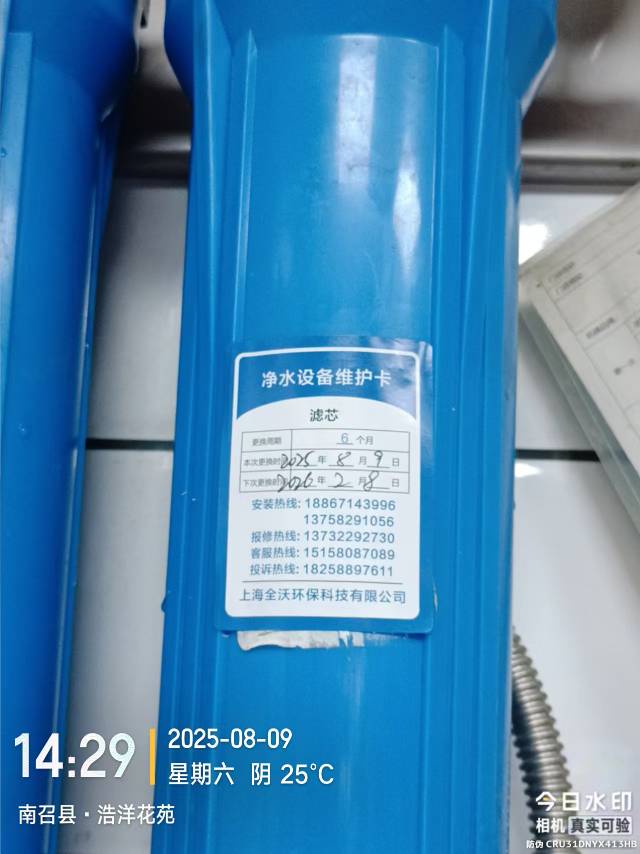 净水设备维护卡
滤芯
更换周期 6 个月
本次更换时间 2025 年 8 月 9 日
下次更换时间 2026 年 2 月 8 日
安装热线: 18867143996
13758291056
报修热线: 13732292730
客服热线: 15158087089
投诉热线: 18258897611
上海全沃环保科技有限公司
14:29
2025-08-09
星期六 阴 25℃
南召县·浩洋花苑
今日水印
相机 真实可验
防伪 CRU31DNYX413HB